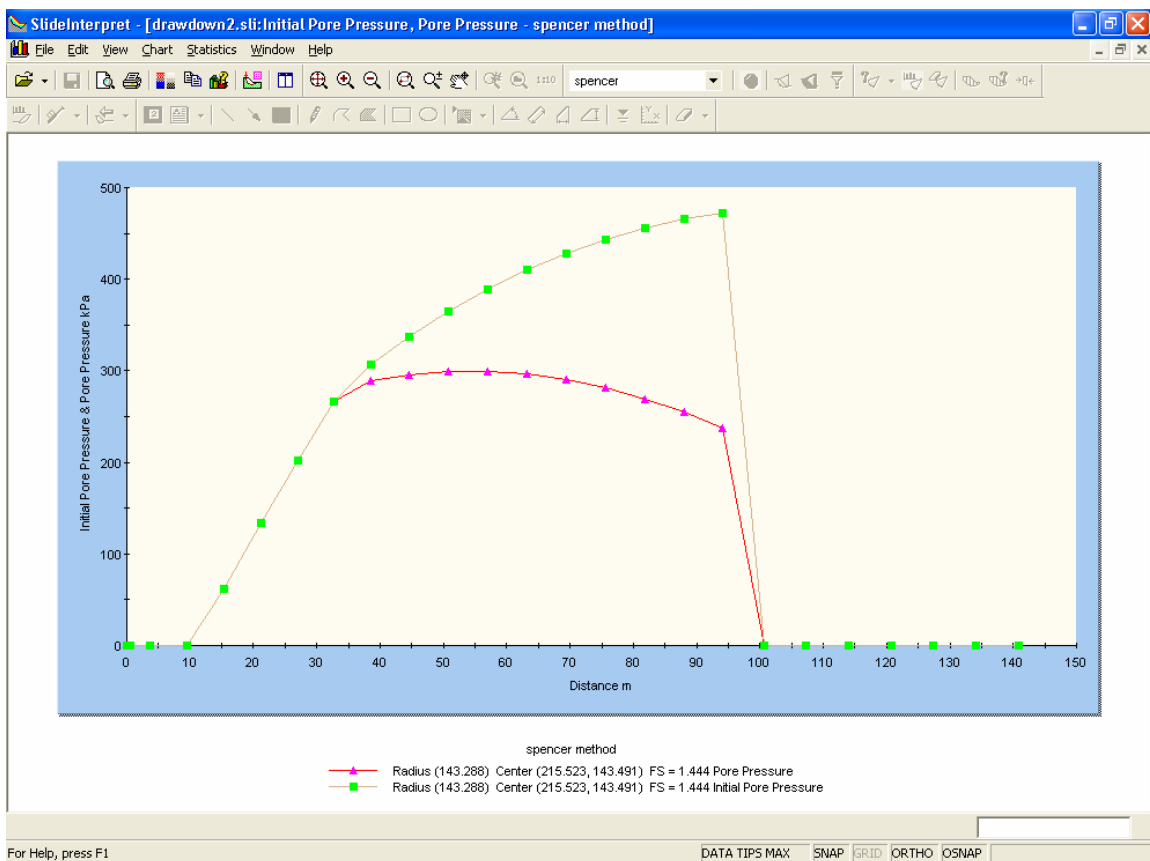 SlideInterpret - [drawdown2.sli:Initial Pore Pressure, Pore Pressure - spencer method]
File Edit View Chart Statistics Window Help
1:10 spencer
500
400
300
200
100
0
Initial Pore Pressure & Pore Pressure kPa
0 10 20 30 40 50 60 70 80 90 100 110 120 130 140 150
Distance m
spencer method
Radius (143.288) Center (215.523, 143.491) FS = 1.444 Pore Pressure
Radius (143.288) Center (215.523, 143.491) FS = 1.444 Initial Pore Pressure
For Help, press F1 DATA TIPS MAX SNAP GRID ORTHO OSNAP